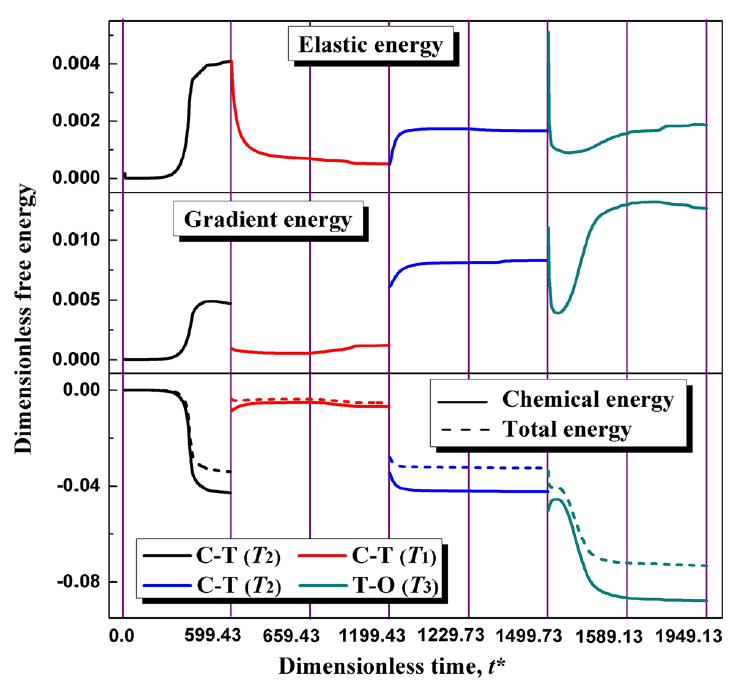 Elastic energy
0.004
0.002
0.000
Gradient energy
0.010
0.005
0.000
Dimensionless free energy
0.00
-0.04
-0.08
Chemical energy
Total energy
C-T (T2) C-T (T1)
C-T (T2) T-O (T3)
0.0 599.43 659.43 1199.43 1229.73 1499.73 1589.13 1949.13
Dimensionless time, t*